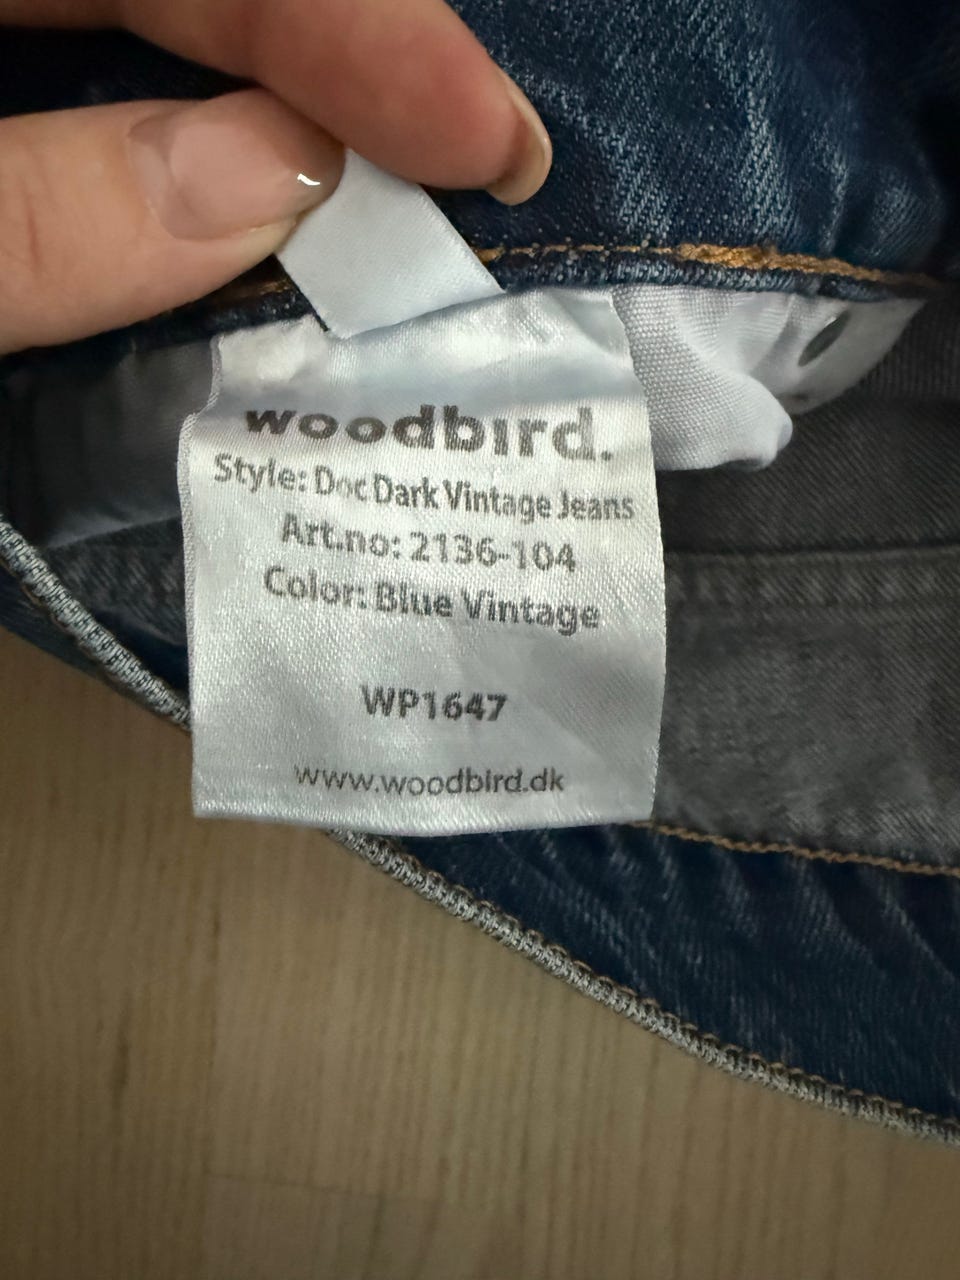 woodbird.
Style: Doc Dark Vintage Jeans
Art.no: 2136-104
Color: Blue Vintage
WP1647
www.woodbird.dk